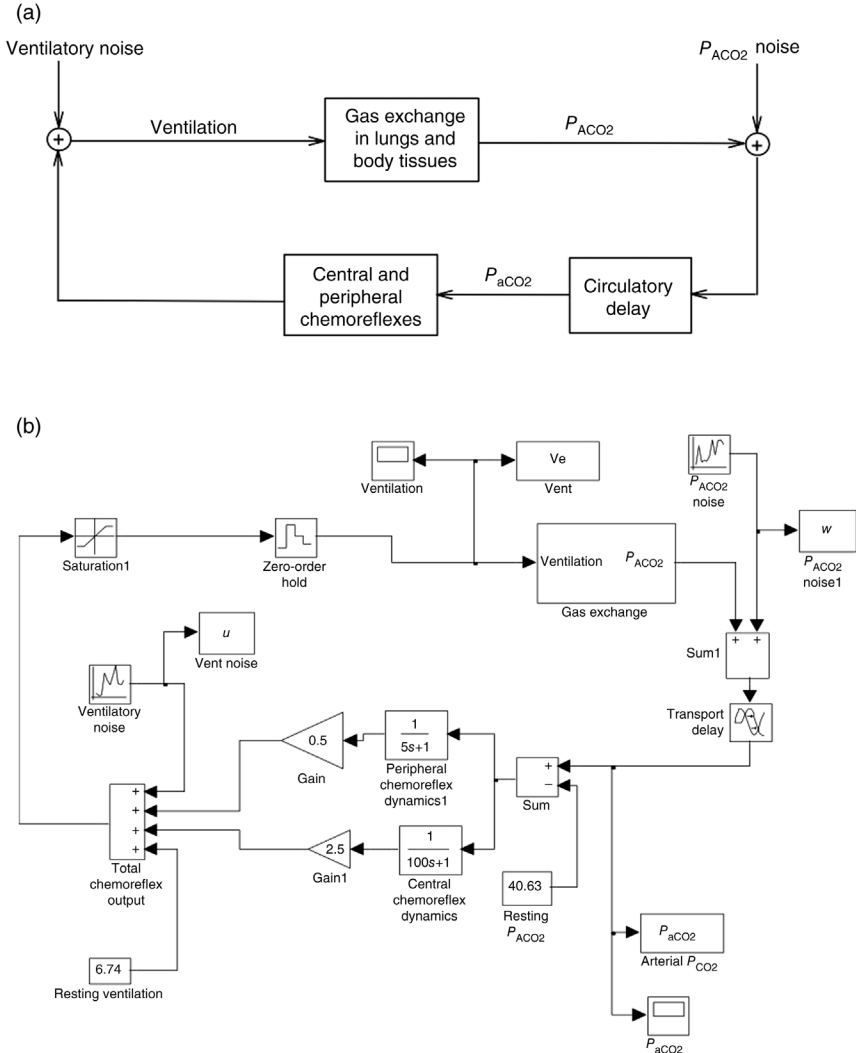 (a)
Ventilatory noise
PACO2 noise
Ventilation
Gas exchange
in lungs and
body tissues
PACO2
+
+
Central and
peripheral
chemoreflexes
PaCO2
Circulatory
delay
(b)
Ventilation
Ve
Vent
PACO2
noise
w
PACO2
noise1
Saturation1
Zero-order
hold
Ventilation PACO2
Gas exchange
+ +
Sum1
u
Vent noise
Ventilatory
noise
Transport
delay
0.5
Gain
1
5s+1
Peripheral
chemoreflex
dynamics1
+
−
Sum
+
+
+
+
Total
chemoreflex
output
2.5
Gain1
1
100s+1
Central
chemoreflex
dynamics
40.63
Resting
PACO2
PaCO2
Arterial PCO2
6.74
Resting ventilation
PaCO2